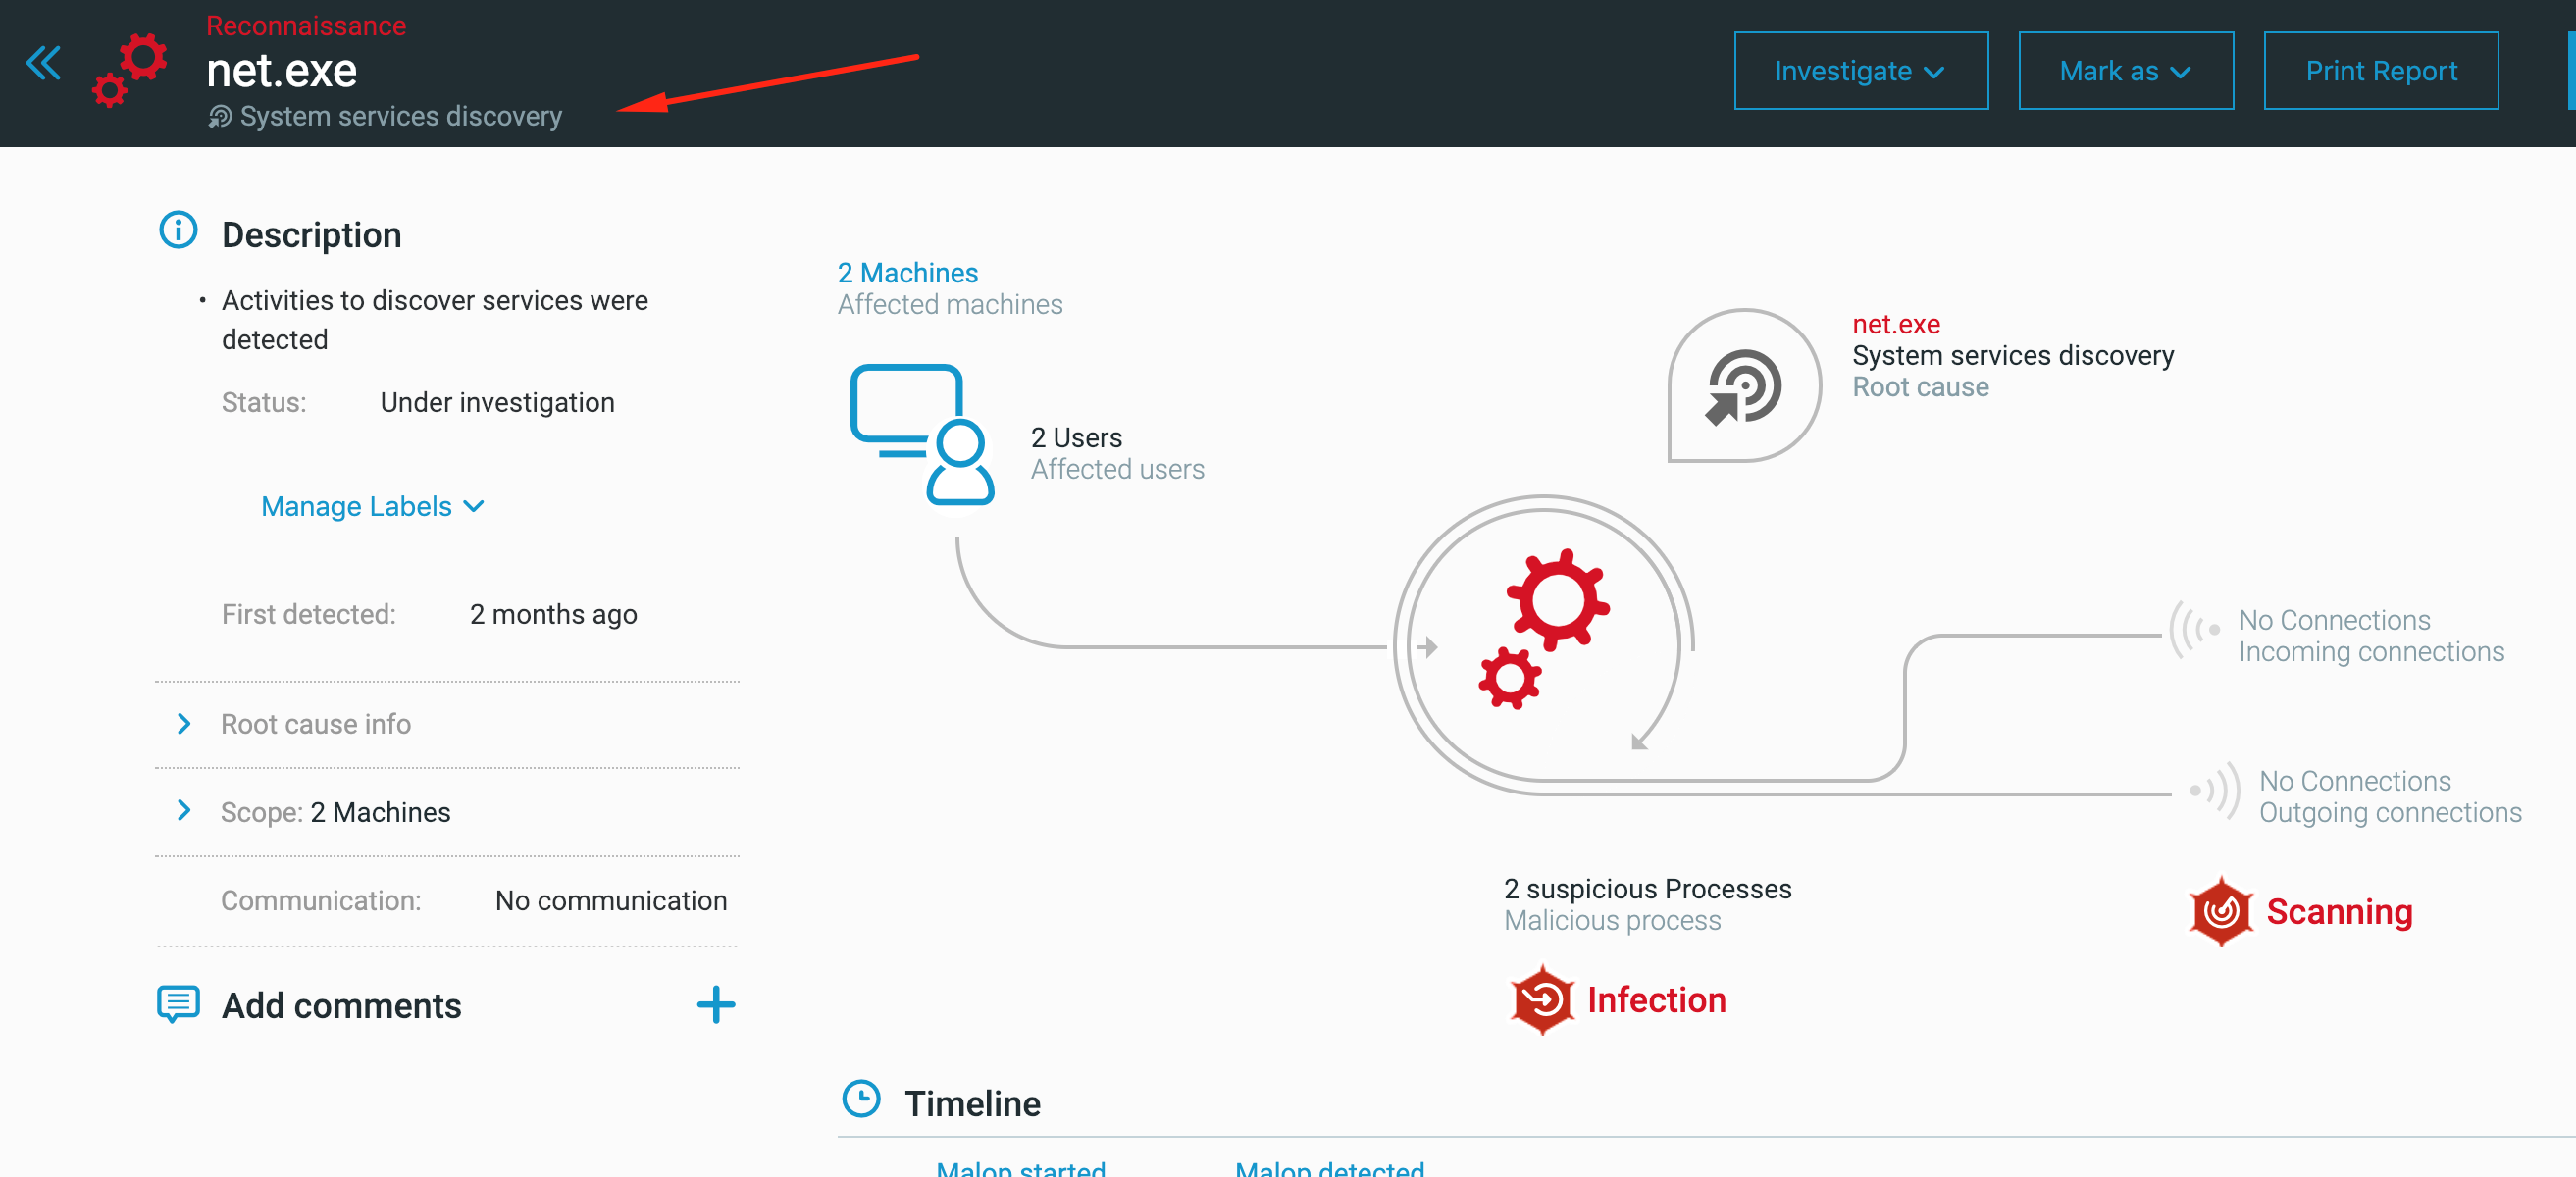 Reconnaissance
net.exe
System services discovery
Investigate
Mark as
Print Report
Description
• Activities to discover services were
detected
Status: Under investigation
Manage Labels
First detected: 2 months ago
Root cause info
Scope: 2 Machines
Communication: No communication
Add comments
2 Machines
Affected machines
2 Users
Affected users
net.exe
System services discovery
Root cause
No Connections
Incoming connections
No Connections
Outgoing connections
2 suspicious Processes
Malicious process
Infection
Scanning
Timeline
Malop started
Malop detected